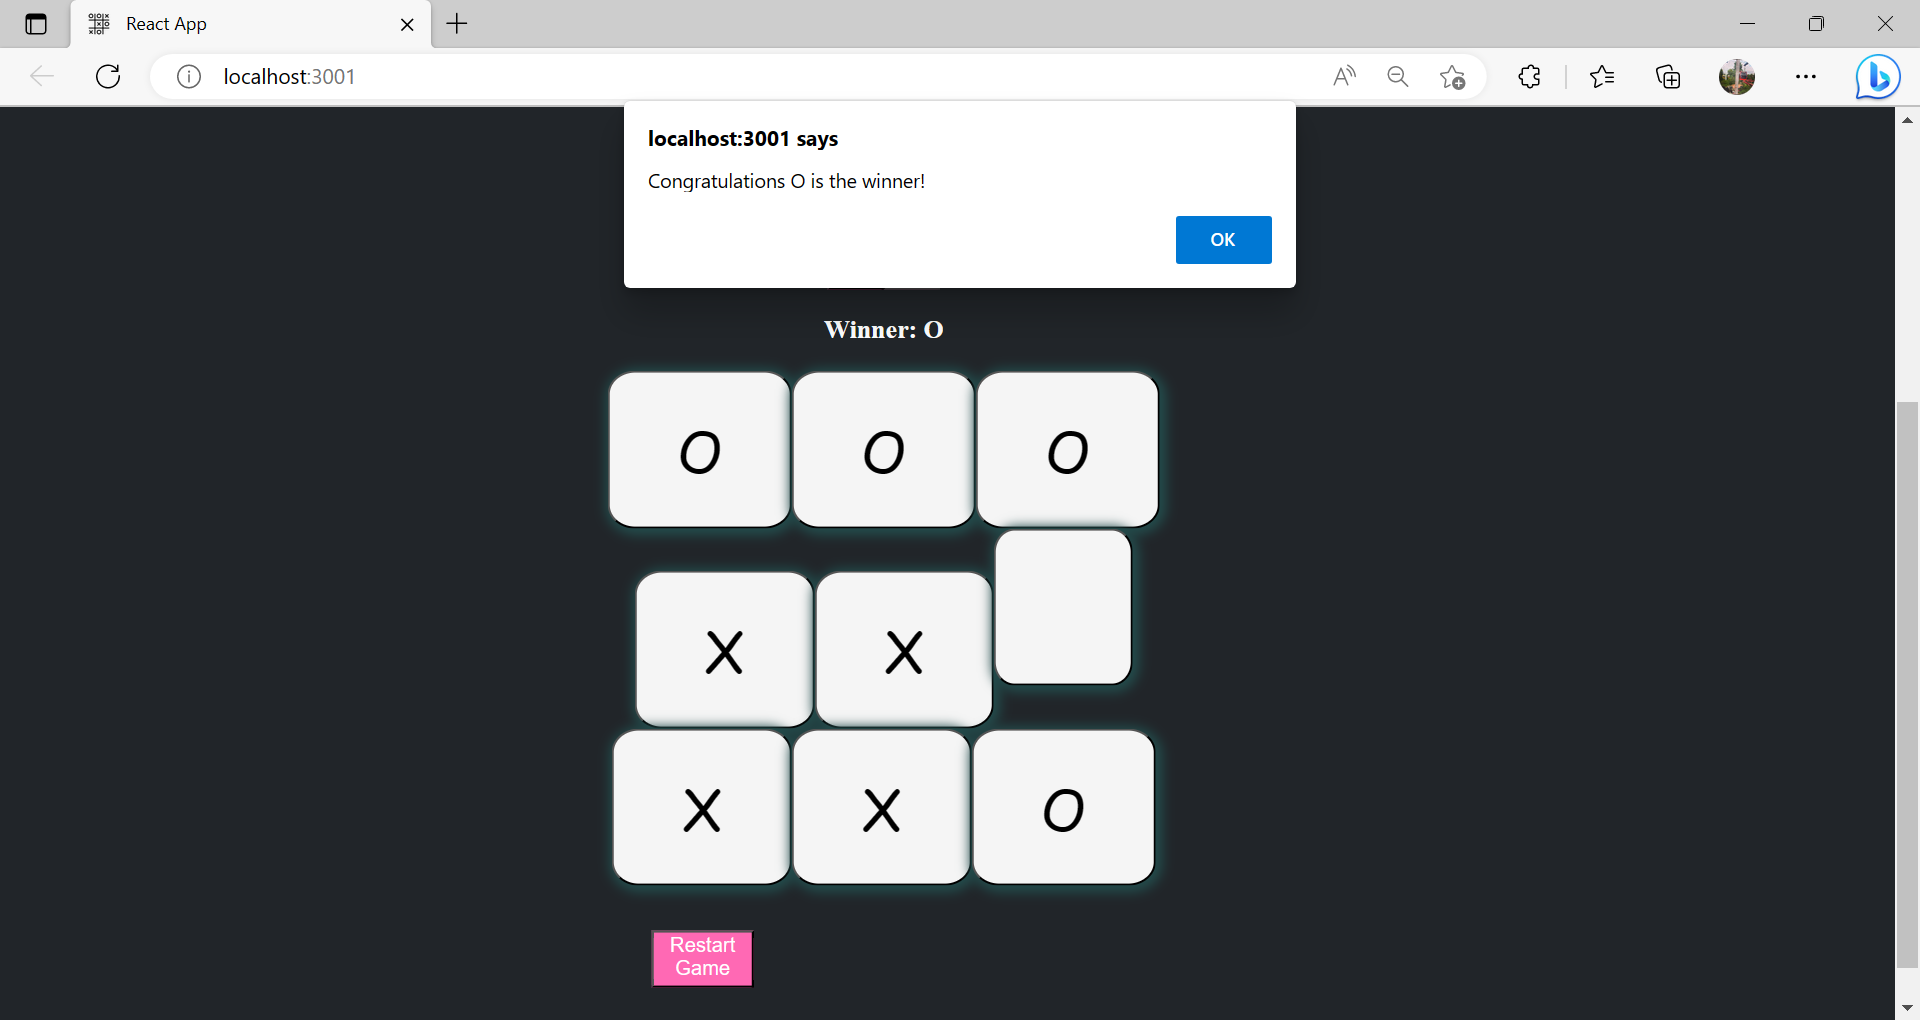 React App
localhost:3001
localhost:3001 says
Congratulations O is the winner!
OK
Winner: O
O O O
X X
X X O
Restart
Game